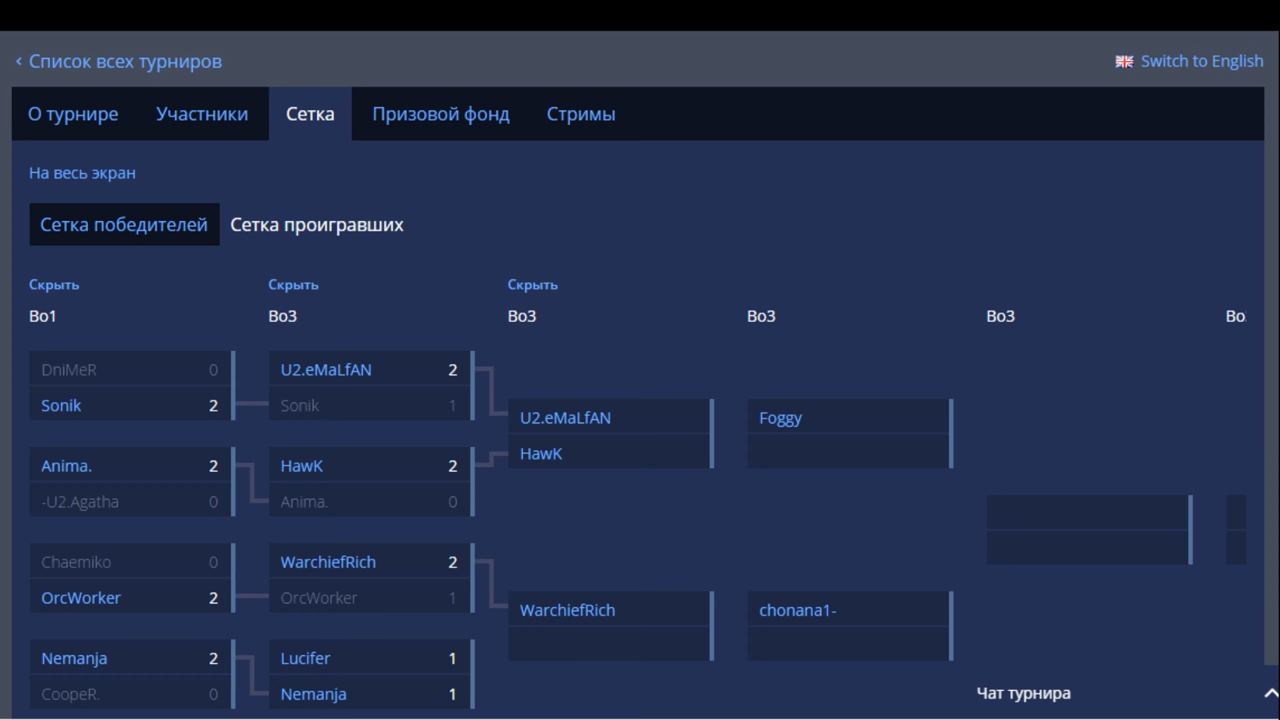 ‹ Список всех турниров
Switch to English
О турнире Участники Сетка Призовой фонд Стримы
На весь экран
Сетка победителей Сетка проигравших
Скрыть Скрыть Скрыть
Bo1 Bo3 Bo3 Bo3 Bo3 Bo
DniMeR 0
Sonik 2
Anima. 2
-U2.Agatha 0
Chaemiko 0
OrcWorker 2
Nemanja 2
CoopeR. 0
U2.eMaLfAN 2
Sonik 1
HawK 2
Anima. 0
WarchiefRich 2
OrcWorker 1
Lucifer 1
Nemanja 1
U2.eMaLfAN
HawK
WarchiefRich
Foggy
chonana1-
Чат турнира